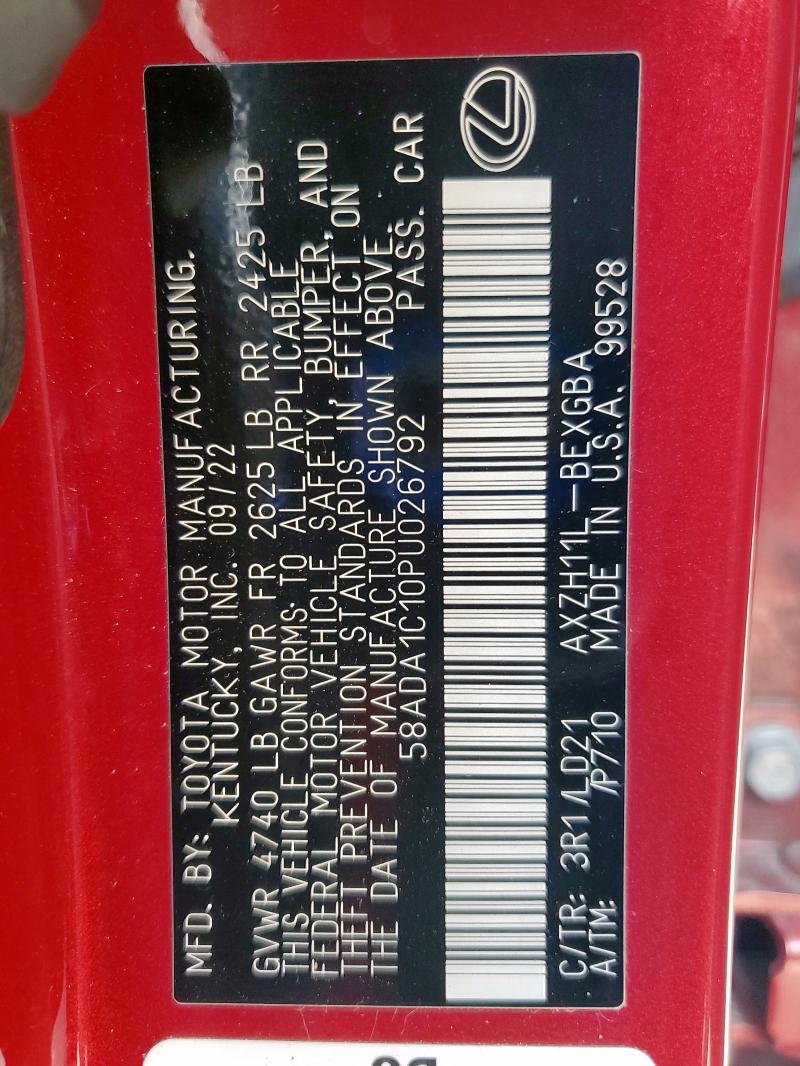 MFD. BY: TOYOTA MOTOR MANUFACTURING.
KENTUCKY, INC. 09/22
GVWR 4740 LB GAWR FR 2625 LB RR 2425 LB
THIS VEHICLE CONFORMS TO ALL APPLICABLE
FEDERAL MOTOR VEHICLE SAFETY, BUMPER, AND
THEFT PREVENTION STANDARDS IN EFFECT ON
THE DATE OF MANUFACTURE SHOWN ABOVE.
58ADA1C10PU026792 PASS. CAR
C/TR: 3R1/LD21 AXZH11L-BEXGBA
A/TM: /P710 MADE IN U.S.A. 99528